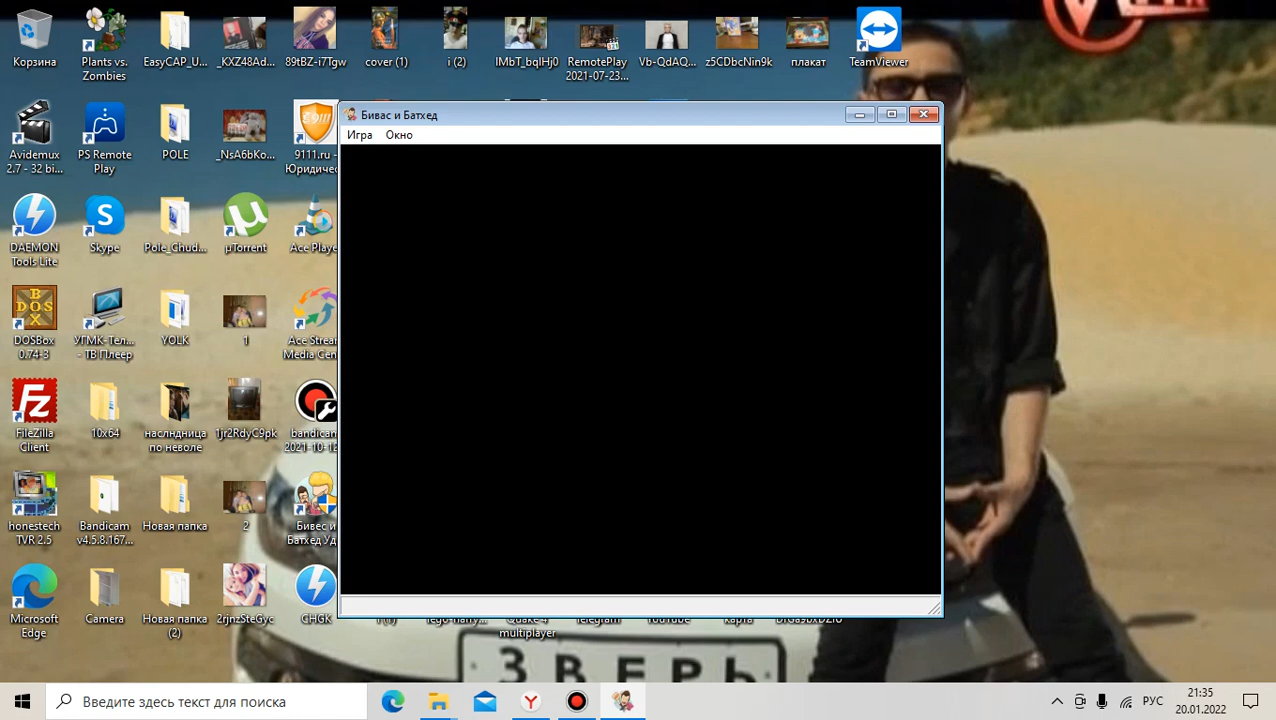 Корзина
Plants vs.
Zombies
EasyCAP_U...
_KXZ48Ad...
89tBZ-i7Tgw
cover (1)
i (2)
IMbT_bqIHj0
RemotePlay
2021-07-23...
Vb-QdAQ...
z5CDbcNin9k
плакат
TeamViewer
Avidemux
2.7 - 32 bi...
PS Remote
Play
POLE
_NsA6bKo...
9111.ru -
Юридичес
Бивас и Батхед
Игра Окно
DAEMON
Tools Lite
Skype
Pole_Chud...
µTorrent
Ace Playe
DOSBox
0.74-3
УГМК-Тел...
- ТВ Плеер
YOLK
1
Ace Strea
Media Cen
FileZilla
Client
10x64
наслндница
по неволе
1jr2RdyC9pk
bandicam
2021-10-18
honestech
TVR 2.5
Bandicam
v4.5.8.167...
Новая папка
2
Бивес и
Батхед Уд
Microsoft
Edge
Camera
Новая папка
(2)
2rjnzSteGyc
CHGK
Quake 4
multiplayer
Telegram
YouTube
карта
ЗВЕРЬ
Введите здесь текст для поиска
РУС
21:35
20.01.2022